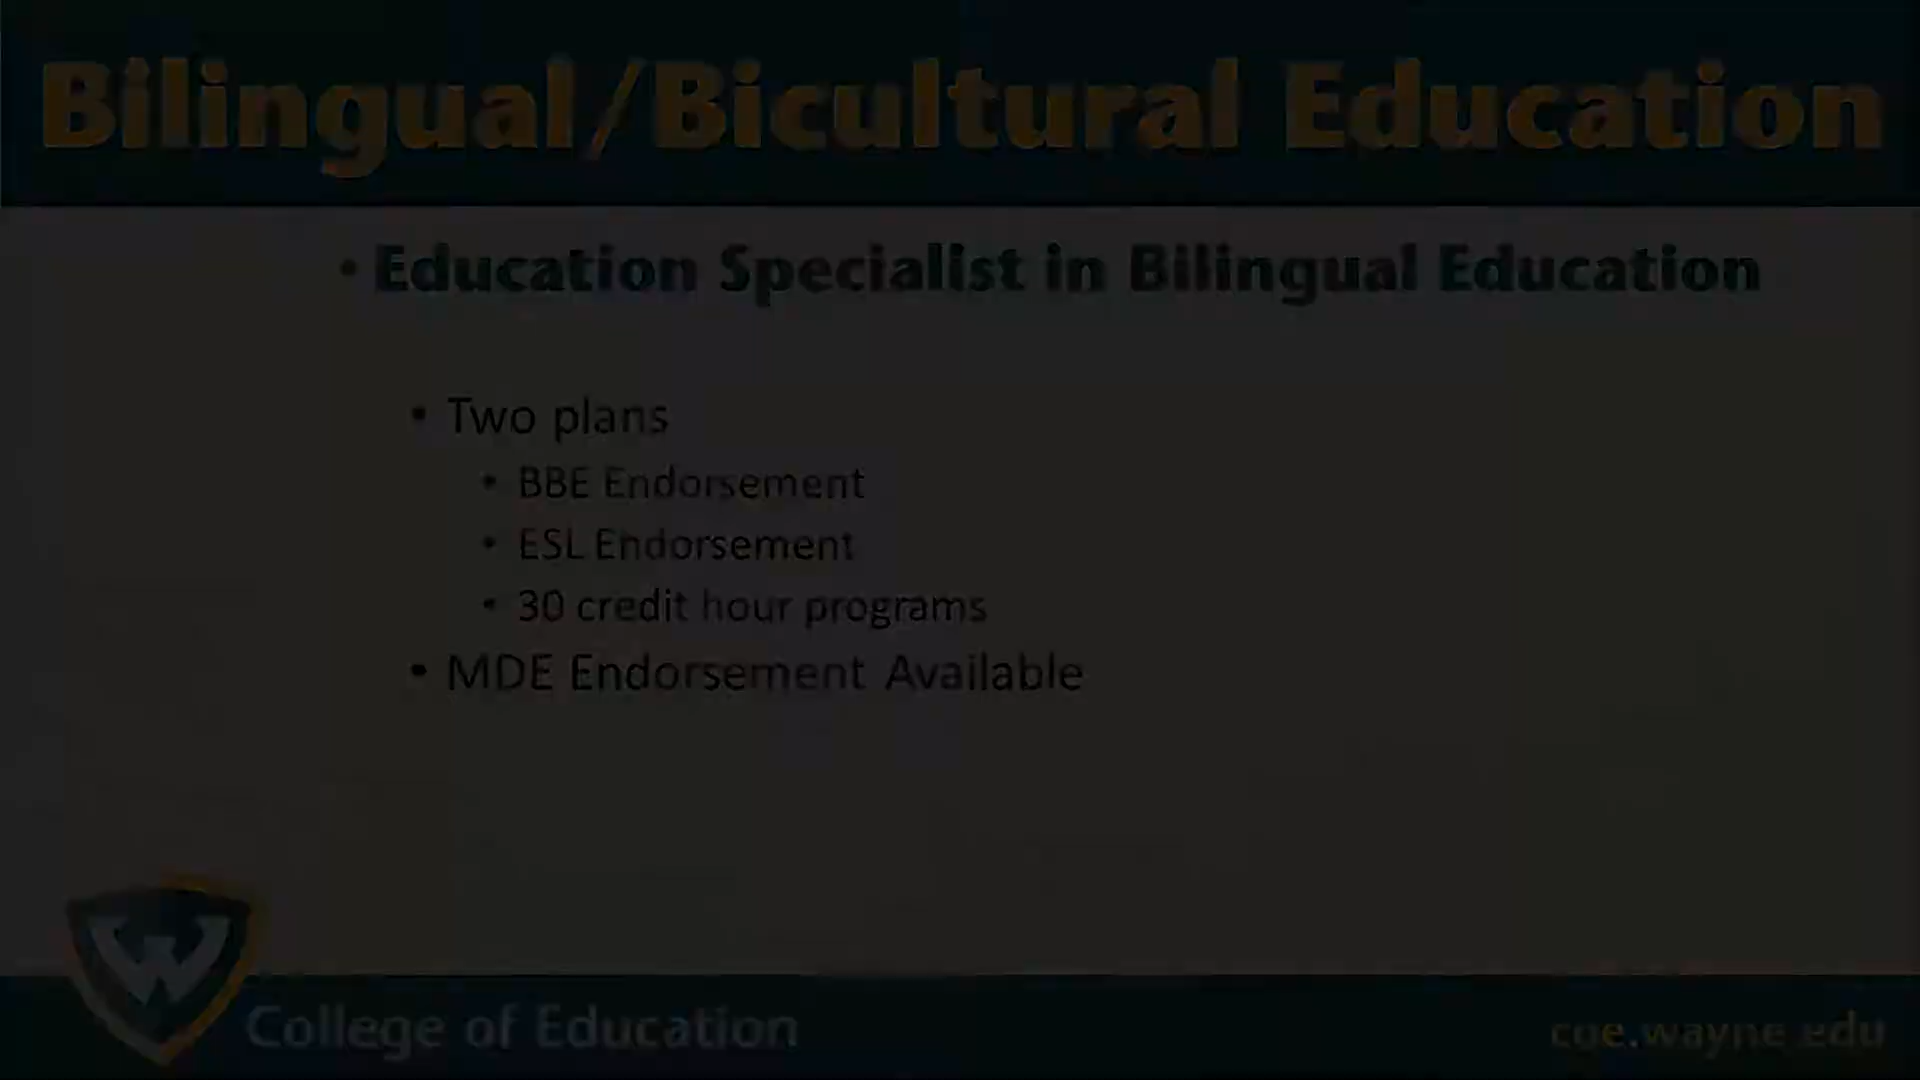 Bilingual/Bicultural Education
• Education Specialist in Bilingual Education
• Two plans
• BBE Endorsement
• ESL Endorsement
• 30 credit hour programs
• MDE Endorsement Available
W
College of Education
coe.wayne.edu